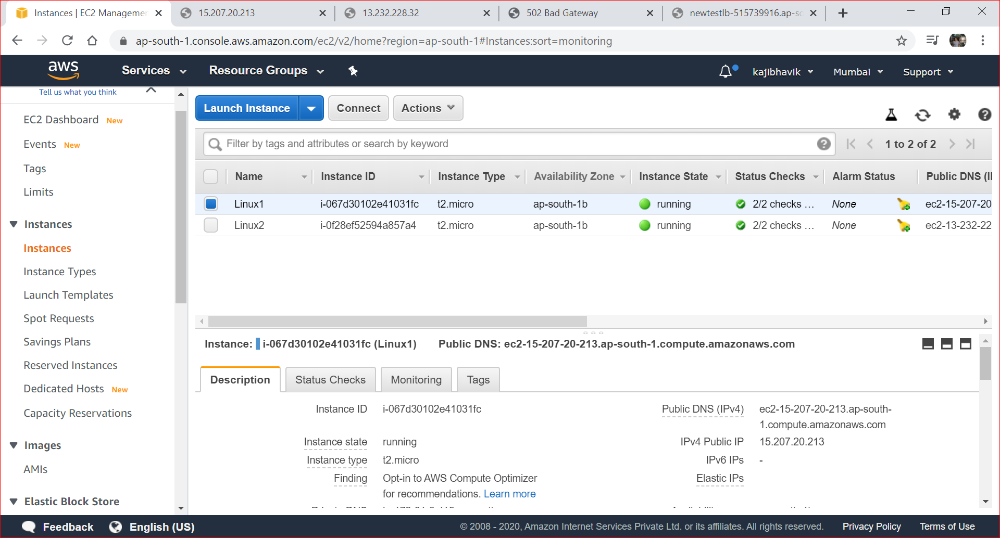 Instances | EC2 Managemen
15.207.20.213
13.232.228.32
502 Bad Gateway
newtestlb-515739916.ap-so
ap-south-1.console.aws.amazon.com/ec2/v2/home?region=ap-south-1#Instances:sort=monitoring
aws
Services
Resource Groups
kajibhavik
Mumbai
Support
Tell us what you think
EC2 Dashboard New
Events New
Tags
Limits
Instances
Instances
Instance Types
Launch Templates
Spot Requests
Savings Plans
Reserved Instances
Dedicated Hosts New
Capacity Reservations
Images
AMIs
Elastic Block Store
Launch Instance
Connect
Actions
Filter by tags and attributes or search by keyword
1 to 2 of 2
Name Instance ID Instance Type Availability Zone Instance State Status Checks Alarm Status Public DNS (I
Linux1 i-067d30102e41031fc t2.micro ap-south-1b running 2/2 checks … None ec2-15-207-20
Linux2 i-0f28ef52594a857a4 t2.micro ap-south-1b running 2/2 checks … None ec2-13-232-22
Instance: i-067d30102e41031fc (Linux1) Public DNS: ec2-15-207-20-213.ap-south-1.compute.amazonaws.com
Description
Status Checks
Monitoring
Tags
Instance ID i-067d30102e41031fc
Instance state running
Instance type t2.micro
Finding Opt-in to AWS Compute Optimizer
for recommendations. Learn more
Public DNS (IPv4) ec2-15-207-20-213.ap-south-
1.compute.amazonaws.com
IPv4 Public IP 15.207.20.213
IPv6 IPs -
Elastic IPs
Feedback
English (US)
© 2008 - 2020, Amazon Internet Services Private Ltd. or its affiliates. All rights reserved.
Privacy Policy
Terms of Use